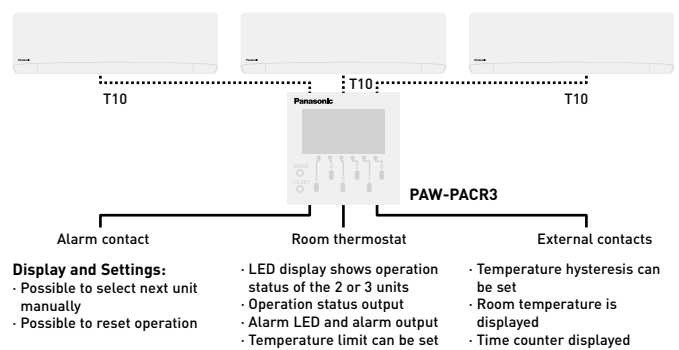 Panasonic
Panasonic
Panasonic
T10
T10
T10
Panasonic
MODE
PAW-PACR3
Alarm contact
Room thermostat
External contacts
Display and Settings:
· Possible to select next unit
manually
· Possible to reset operation
· LED display shows operation
status of the 2 or 3 units
· Operation status output
· Alarm LED and alarm output
· Temperature limit can be set
· Temperature hysteresis can
be set
· Room temperature is
displayed
· Time counter displayed